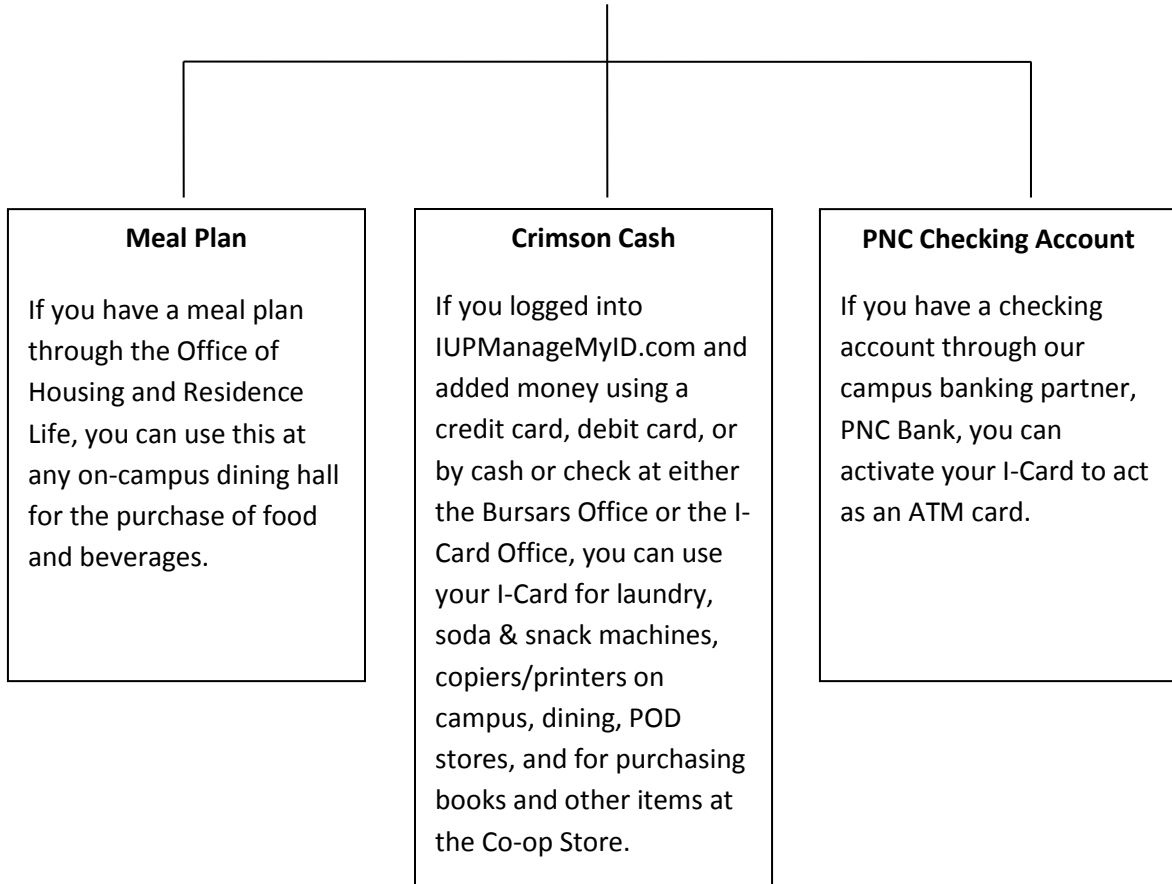 Meal Plan
If you have a meal plan
through the Office of
Housing and Residence
Life, you can use this at
any on-campus dining hall
for the purchase of food
and beverages.
Crimson Cash
If you logged into
IUPManageMyID.com and
added money using a
credit card, debit card, or
by cash or check at either
the Bursars Office or the I-
Card Office, you can use
your I-Card for laundry,
soda & snack machines,
copiers/printers on
campus, dining, POD
stores, and for purchasing
books and other items at
the Co-op Store.
PNC Checking Account
If you have a checking
account through our
campus banking partner,
PNC Bank, you can
activate your I-Card to act
as an ATM card.